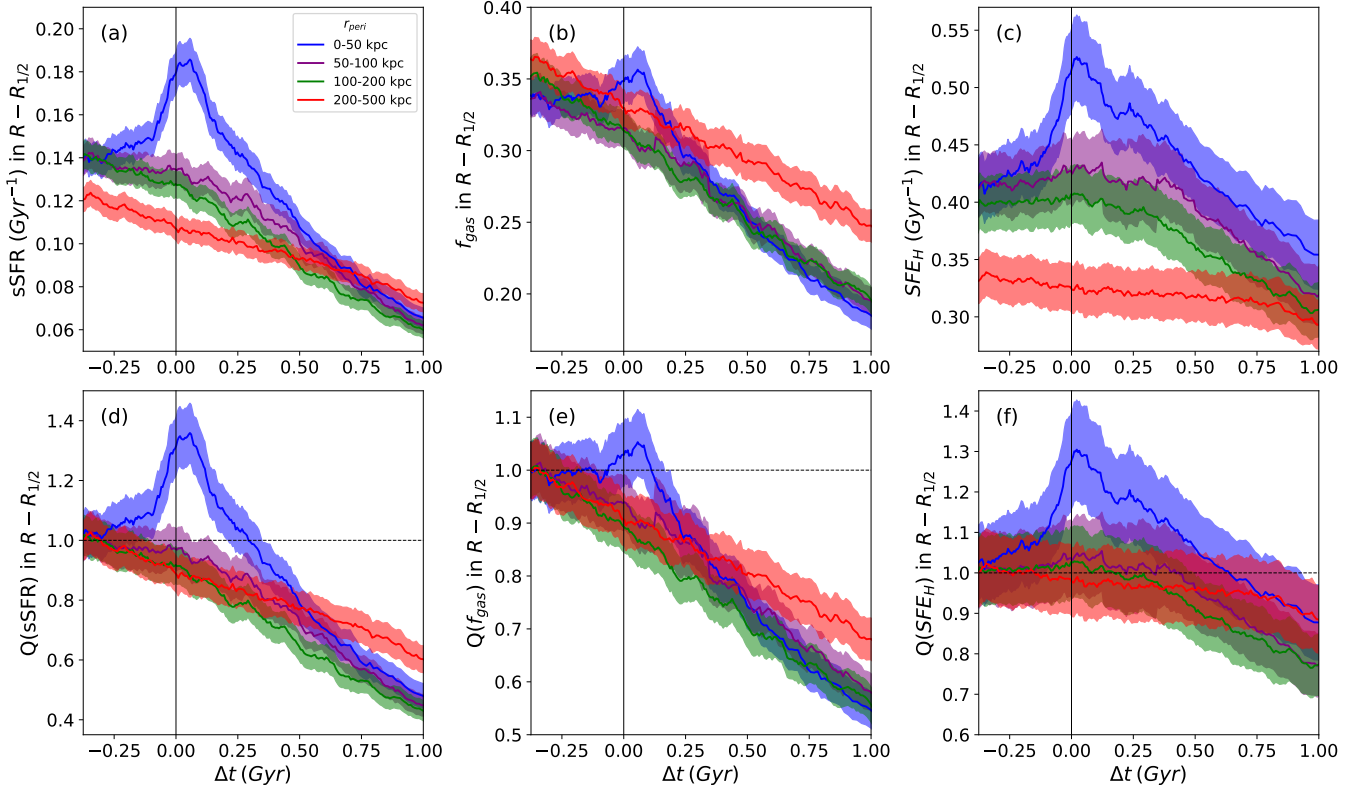 (a)
r_peri
0-50 kpc
50-100 kpc
100-200 kpc
200-500 kpc
0.20
0.18
0.16
0.14
0.12
0.10
0.08
0.06
sSFR (Gyr⁻¹) in R − R₁/₂
−0.25 0.00 0.25 0.50 0.75 1.00
(b)
0.40
0.35
0.30
0.25
0.20
f_gas in R − R₁/₂
−0.25 0.00 0.25 0.50 0.75 1.00
(c)
0.55
0.50
0.45
0.40
0.35
0.30
SFE_H (Gyr⁻¹) in R − R₁/₂
−0.25 0.00 0.25 0.50 0.75 1.00
(d)
1.4
1.2
1.0
0.8
0.6
0.4
Q(sSFR) in R − R₁/₂
−0.25 0.00 0.25 0.50 0.75 1.00
Δt (Gyr)
(e)
1.1
1.0
0.9
0.8
0.7
0.6
0.5
Q(f_gas) in R − R₁/₂
−0.25 0.00 0.25 0.50 0.75 1.00
Δt (Gyr)
(f)
1.4
1.3
1.2
1.1
1.0
0.9
0.8
0.7
0.6
Q(SFE_H) in R − R₁/₂
−0.25 0.00 0.25 0.50 0.75 1.00
Δt (Gyr)